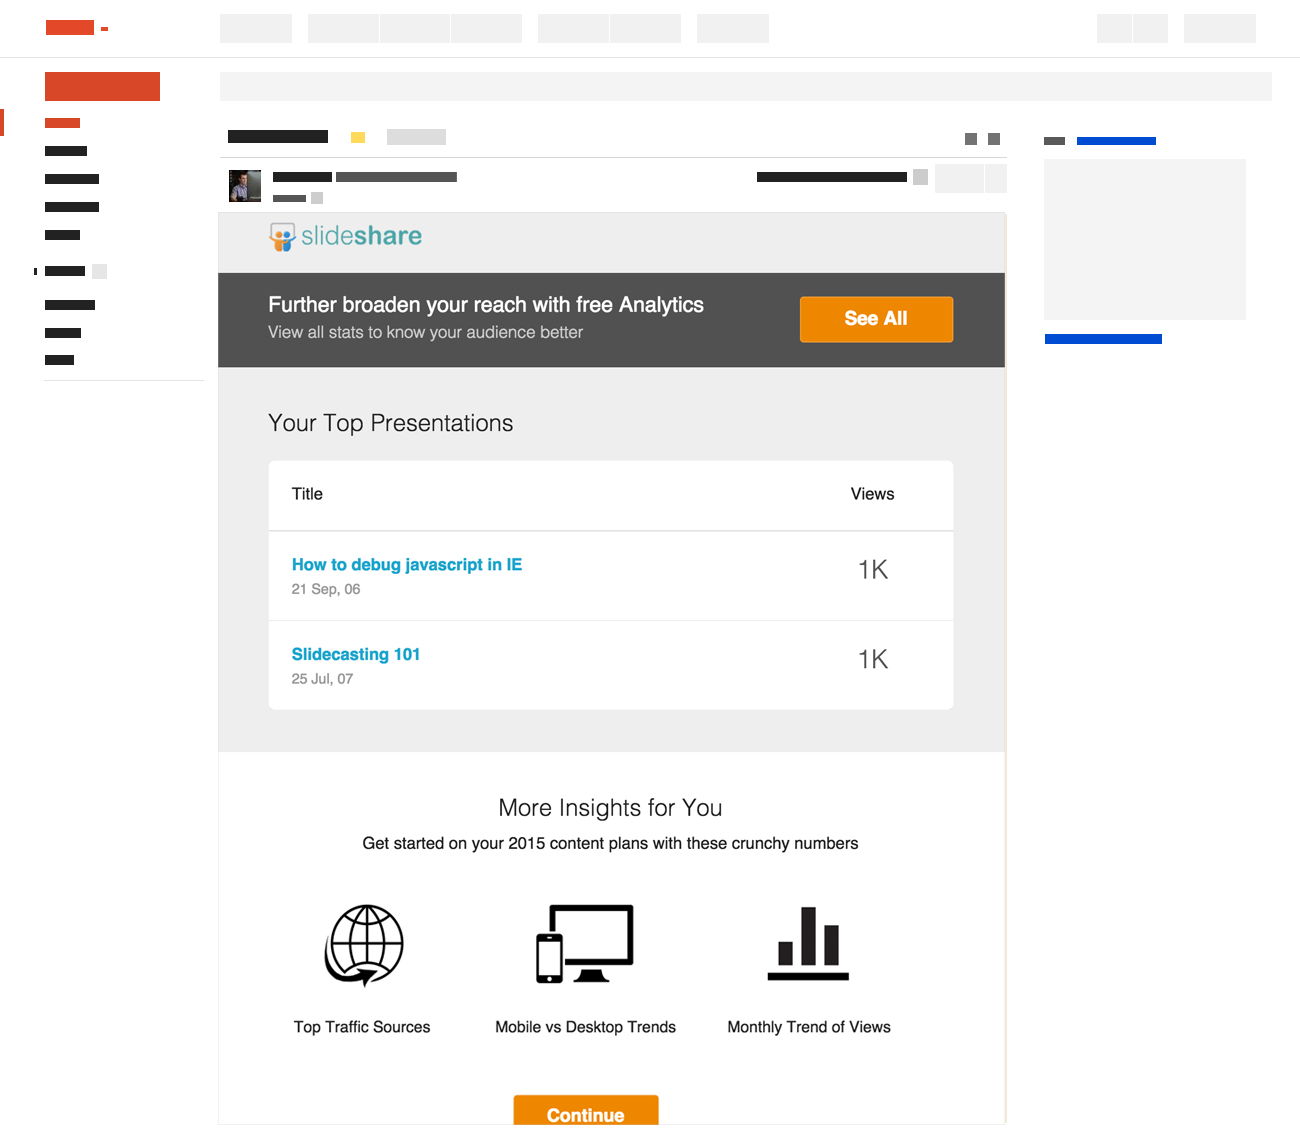 slideshare
Further broaden your reach with free Analytics
View all stats to know your audience better
See All
Your Top Presentations
Title Views
How to debug javascript in IE 1K
21 Sep, 06
Slidecasting 101 1K
25 Jul, 07
More Insights for You
Get started on your 2015 content plans with these crunchy numbers
Top Traffic Sources Mobile vs Desktop Trends Monthly Trend of Views
Continue